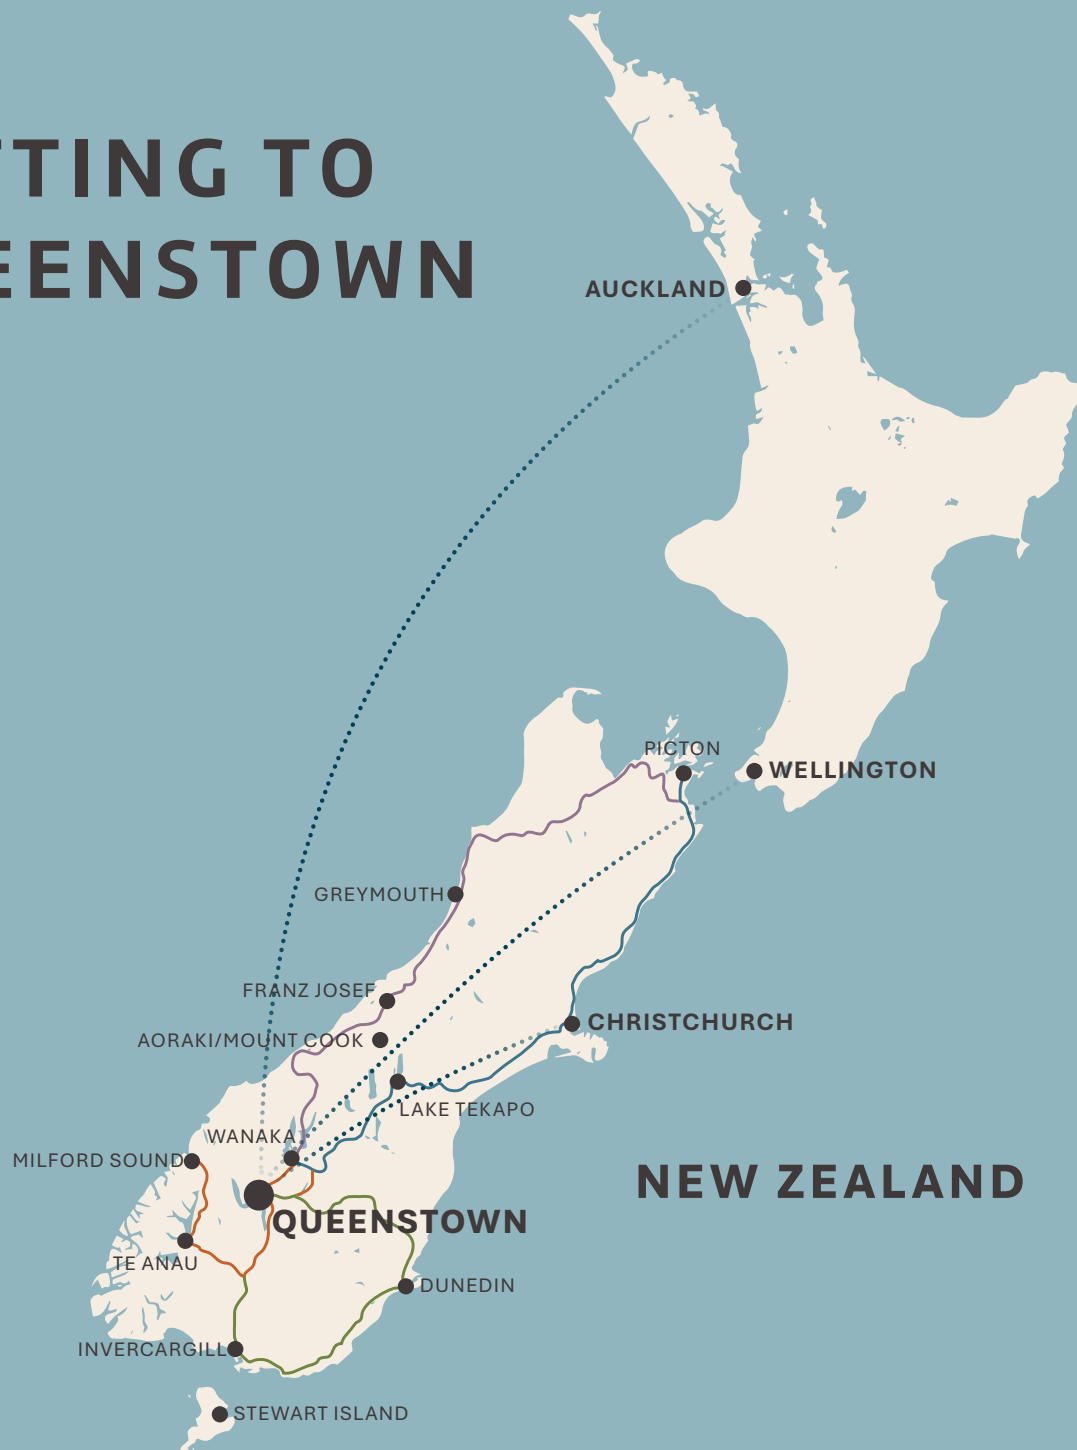 TTING TO
EENSTOWN
AUCKLAND
PICTON
WELLINGTON
GREYMOUTH
FRANZ JOSEF
CHRISTCHURCH
AORAKI/MOUNT COOK
LAKE TEKAPO
WANAKA
MILFORD SOUND
NEW ZEALAND
QUEENSTOWN
TE ANAU
DUNEDIN
INVERCARGILL
STEWART ISLAND